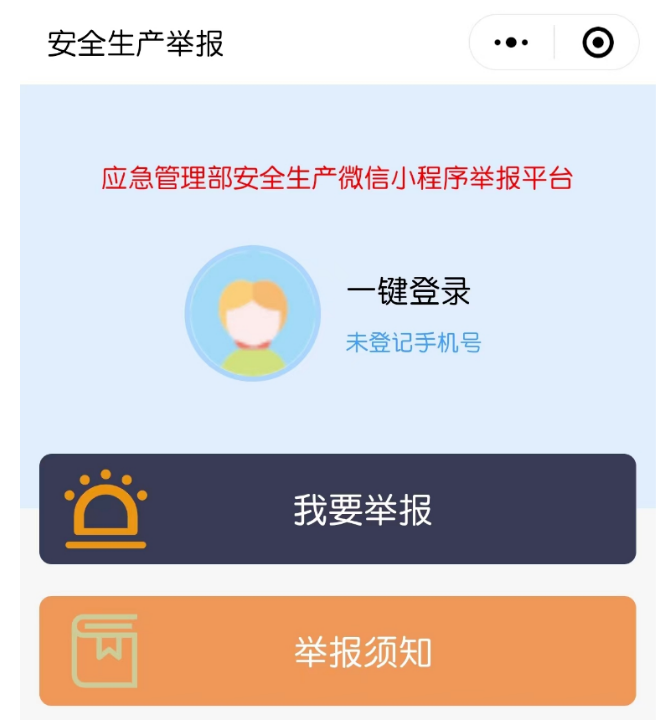 安全生产举报
应急管理部安全生产微信小程序举报平台
一键登录
未登记手机号
我要举报
举报须知